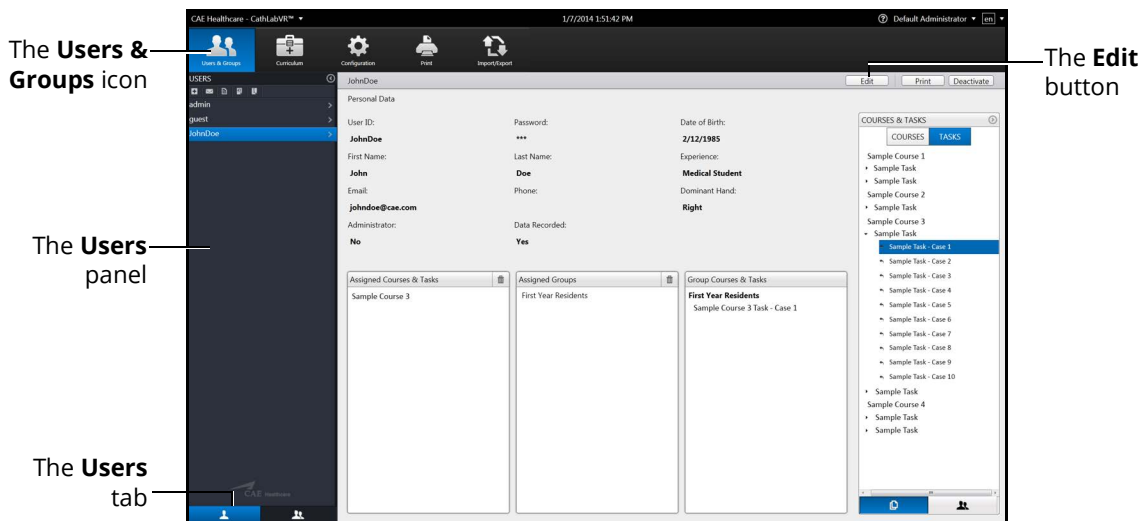 CAE Healthcare - CathLabVR™
1/7/2014 1:51:42 PM
Default Administrator
en
The Users &
Groups icon
Users & Groups
Curriculum
Configuration
Print
Import/Export
The Edit
button
USERS
admin
guest
JohnDoe
JohnDoe
Edit
Print
Deactivate
Personal Data
User ID:
Password:
Date of Birth:
JohnDoe
***
2/12/1985
First Name:
Last Name:
Experience:
John
Doe
Medical Student
Email:
Phone:
Dominant Hand:
johndoe@cae.com
Right
Administrator:
Data Recorded:
No
Yes
The Users
panel
Assigned Courses & Tasks
Sample Course 3
Assigned Groups
First Year Residents
Group Courses & Tasks
First Year Residents
Sample Course 3 Task - Case 1
COURSES & TASKS
COURSES
TASKS
Sample Course 1
Sample Task
Sample Task
Sample Course 2
Sample Task
Sample Course 3
Sample Task
Sample Task - Case 1
Sample Task - Case 2
Sample Task - Case 3
Sample Task - Case 4
Sample Task - Case 5
Sample Task - Case 6
Sample Task - Case 7
Sample Task - Case 8
Sample Task - Case 9
Sample Task - Case 10
Sample Task
Sample Course 4
Sample Task
Sample Task
The Users
tab
CAE Healthcare